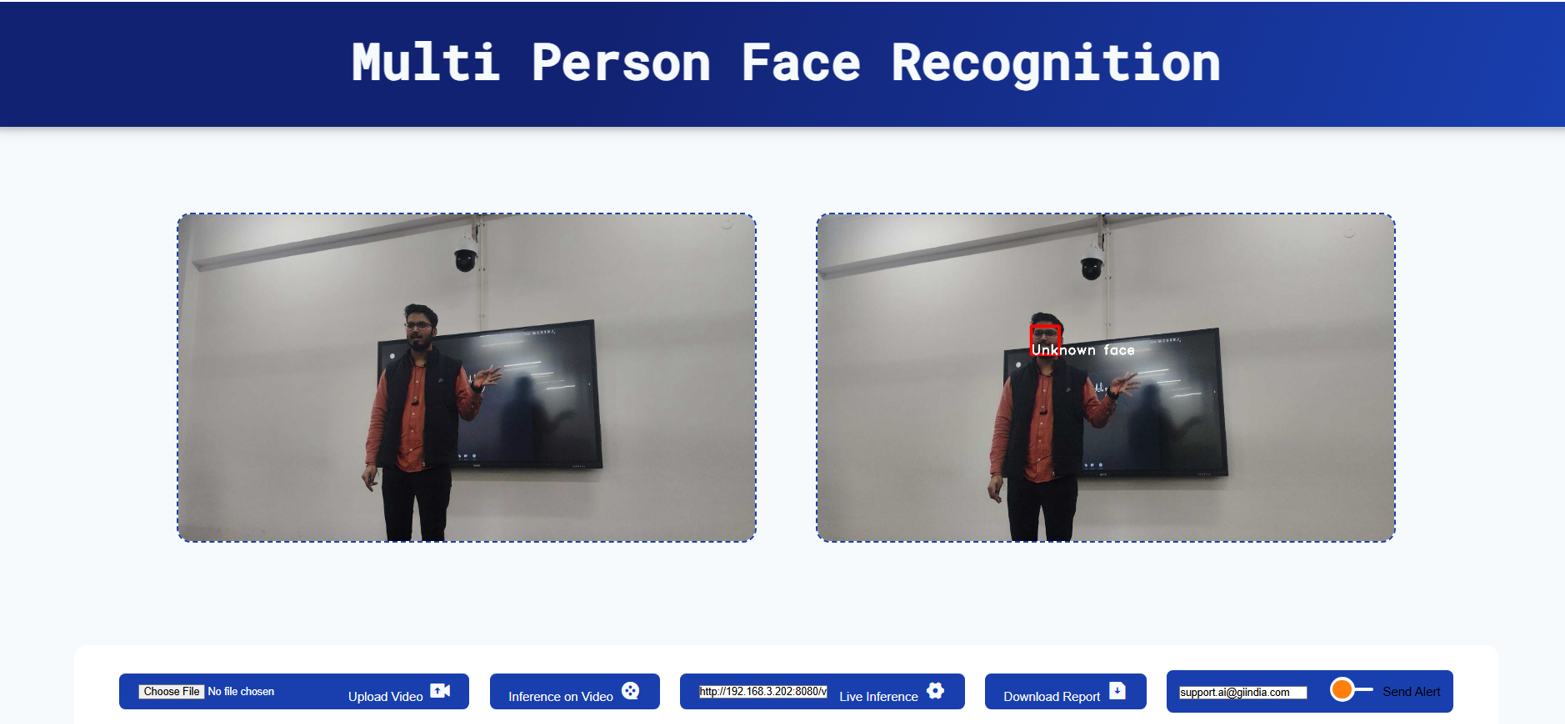 Multi Person Face Recognition
Unknown face
Choose File No file chosen
Upload Video
Inference on Video
http://192.168.3.202:8080/v
Live Inference
Download Report
support.ai@giindia.com
Send Alert